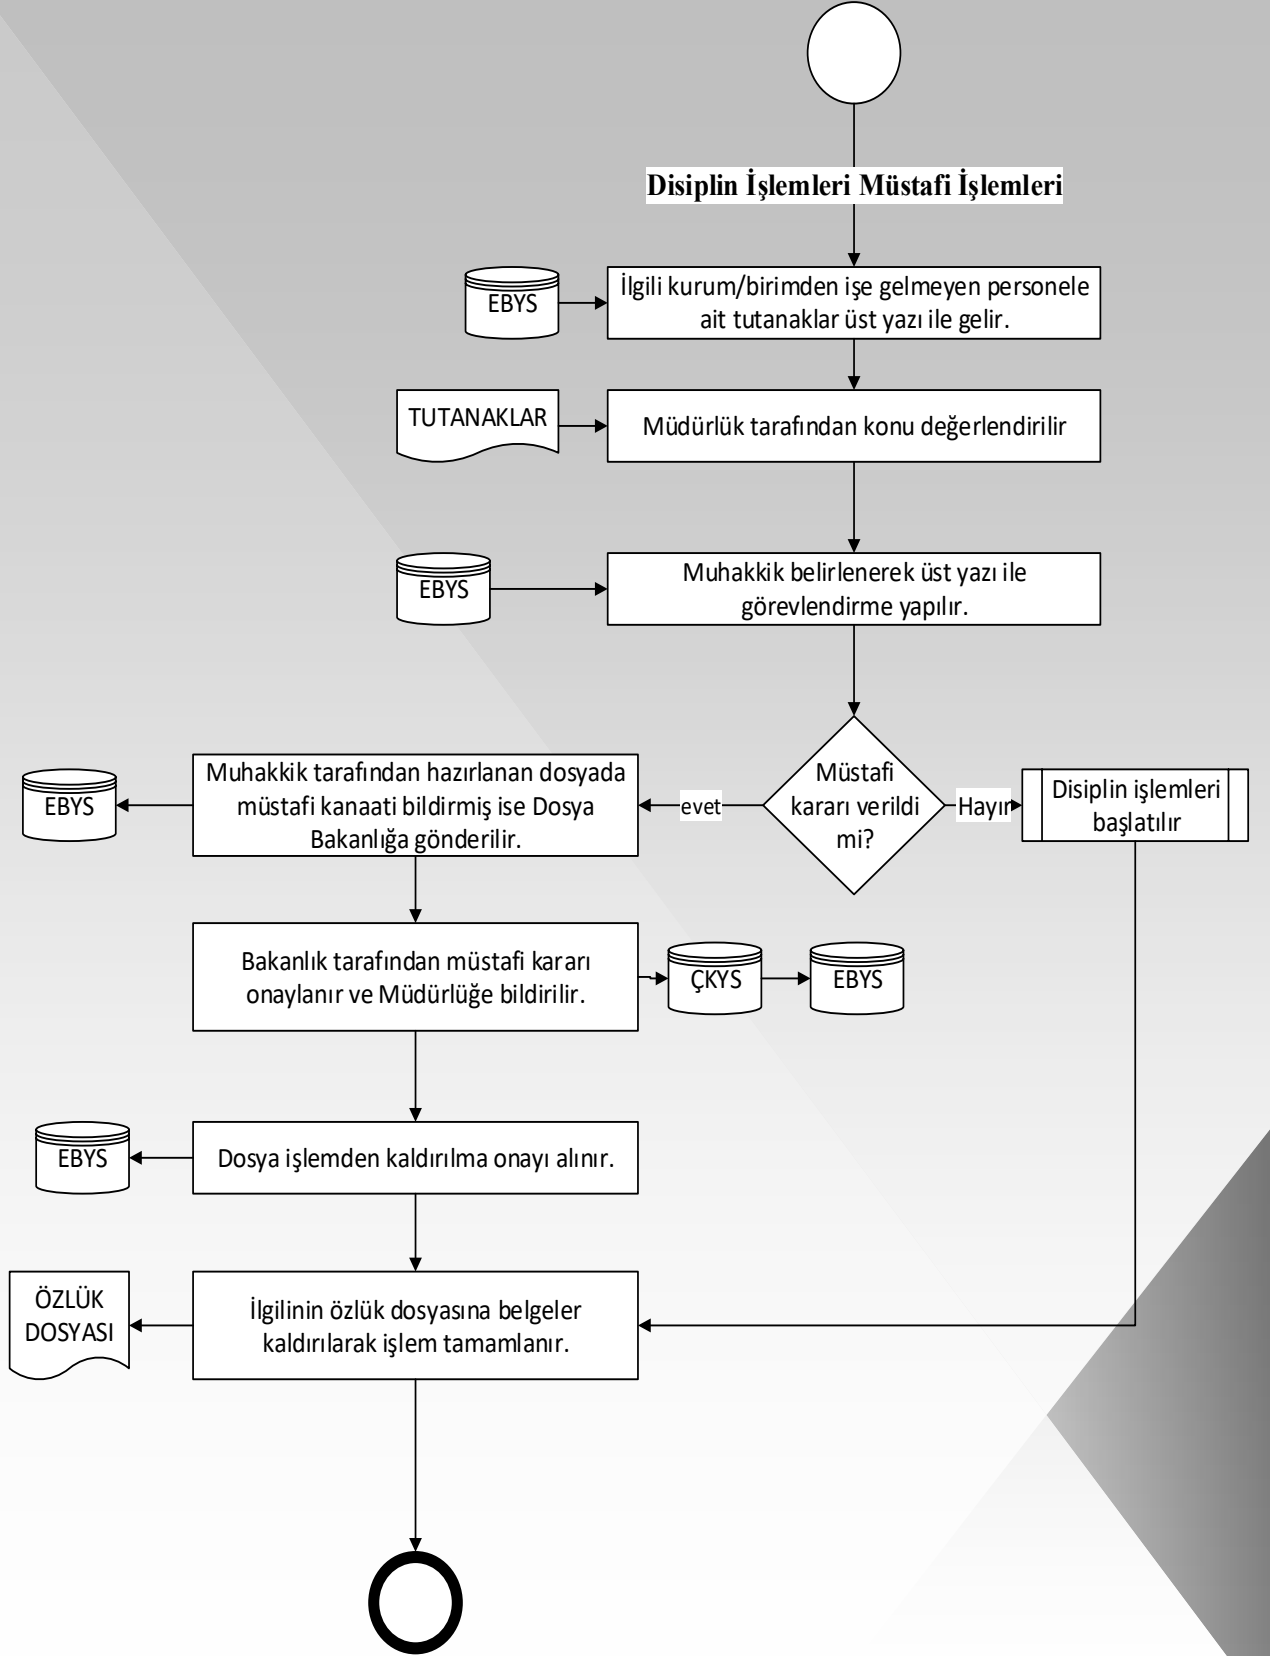 Disiplin İşlemleri Müstafi İşlemleri
EBYS
İlgili kurum/birimden işe gelmeyen personele
ait tutanaklar üst yazı ile gelir.
TUTANAKLAR
Müdürlük tarafından konu değerlendirilir
EBYS
Muhakkik belirlenerek üst yazı ile
görevlendirme yapılır.
EBYS
Muhakkik tarafından hazırlanan dosyada
müstafi kanaati bildirmiş ise Dosya
Bakanlığa gönderilir.
evet
Müstafi
kararı verildi
mi?
Hayır
Disiplin işlemleri
başlatılır
Bakanlık tarafından müstafi kararı
onaylanır ve Müdürlüğe bildirilir.
ÇKYS
EBYS
EBYS
Dosya işlemden kaldırılma onayı alınır.
ÖZLÜK
DOSYASI
İlgilinin özlük dosyasına belgeler
kaldırılarak işlem tamamlanır.